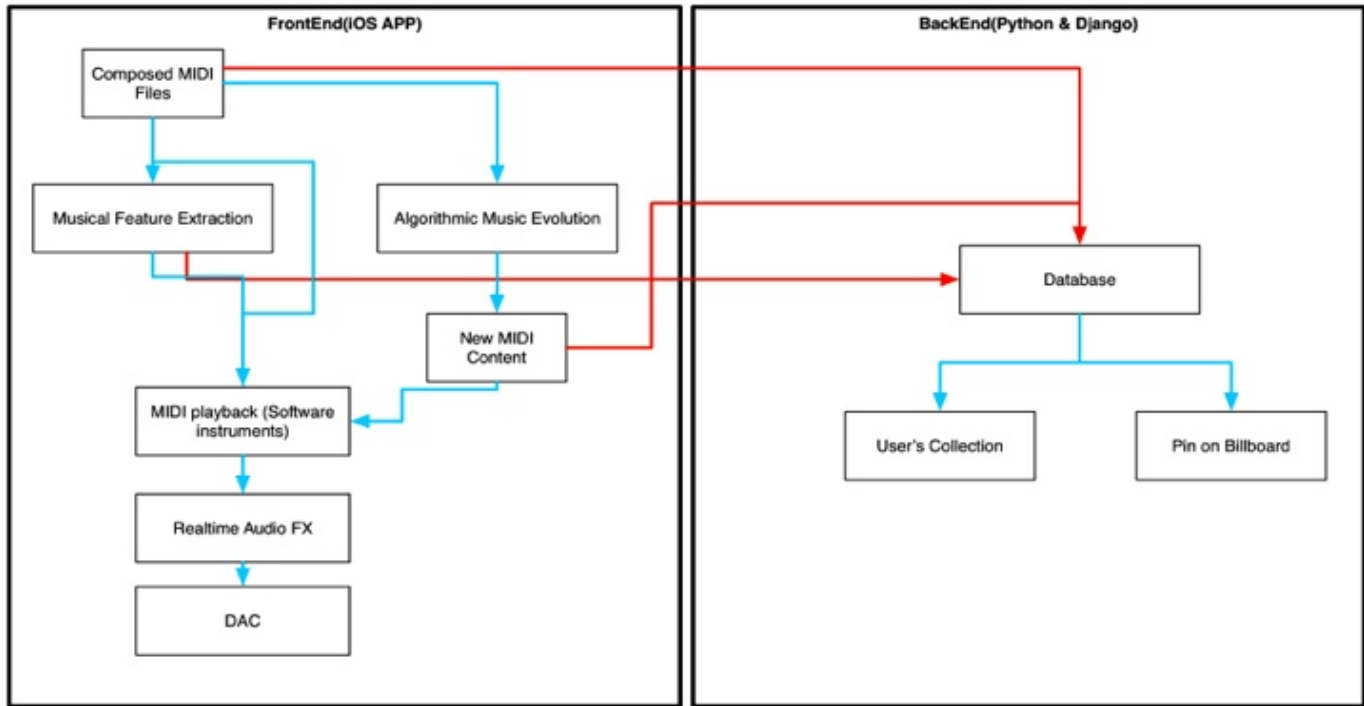 FrontEnd(iOS APP)
BackEnd(Python & Django)
Composed MIDI
Files
Musical Feature Extraction
Algorithmic Music Evolution
Database
New MIDI
Content
MIDI playback (Software
instruments)
User's Collection
Pin on Billboard
Realtime Audio FX
DAC